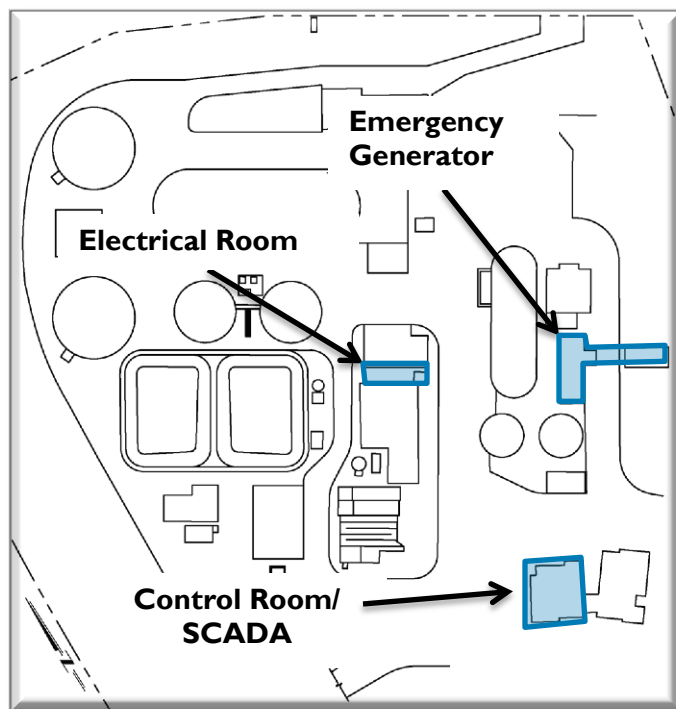 Emergency
Generator
Electrical Room
Control Room/
SCADA